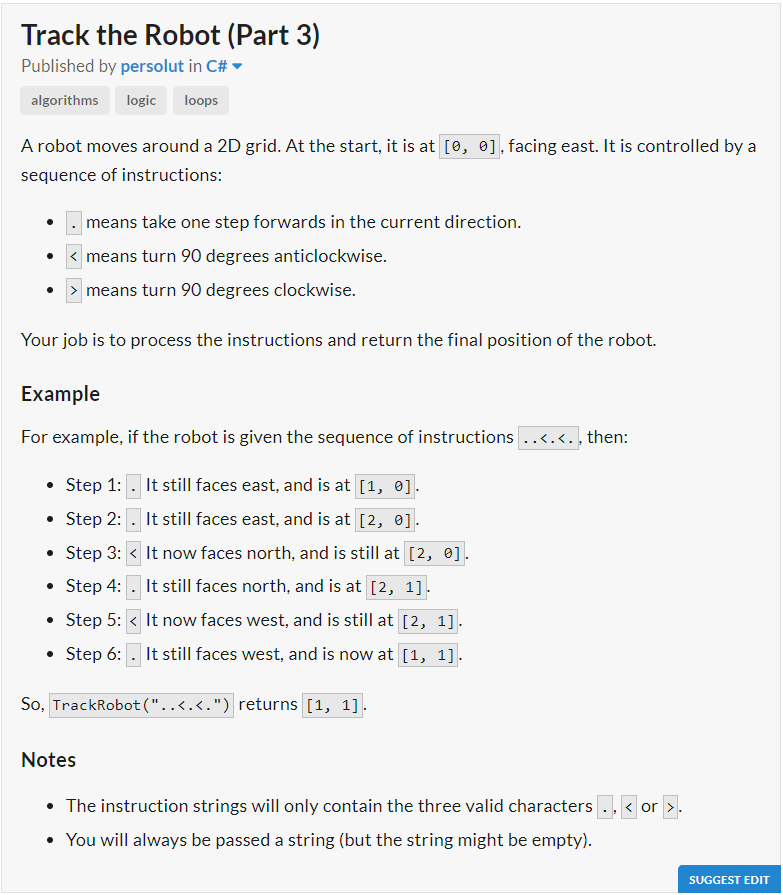 Track the Robot (Part 3)
Published by persolut in C#
algorithms logic loops
A robot moves around a 2D grid. At the start, it is at [0, 0], facing east. It is controlled by a
sequence of instructions:
. means take one step forwards in the current direction.
< means turn 90 degrees anticlockwise.
> means turn 90 degrees clockwise.
Your job is to process the instructions and return the final position of the robot.
Example
For example, if the robot is given the sequence of instructions ..<.<., then:
Step 1: . It still faces east, and is at [1, 0].
Step 2: . It still faces east, and is at [2, 0].
Step 3: < It now faces north, and is still at [2, 0].
Step 4: . It still faces north, and is at [2, 1].
Step 5: < It now faces west, and is still at [2, 1].
Step 6: . It still faces west, and is now at [1, 1].
So, TrackRobot("..<.<.") returns [1, 1].
Notes
The instruction strings will only contain the three valid characters ., < or >.
You will always be passed a string (but the string might be empty).
SUGGEST EDIT